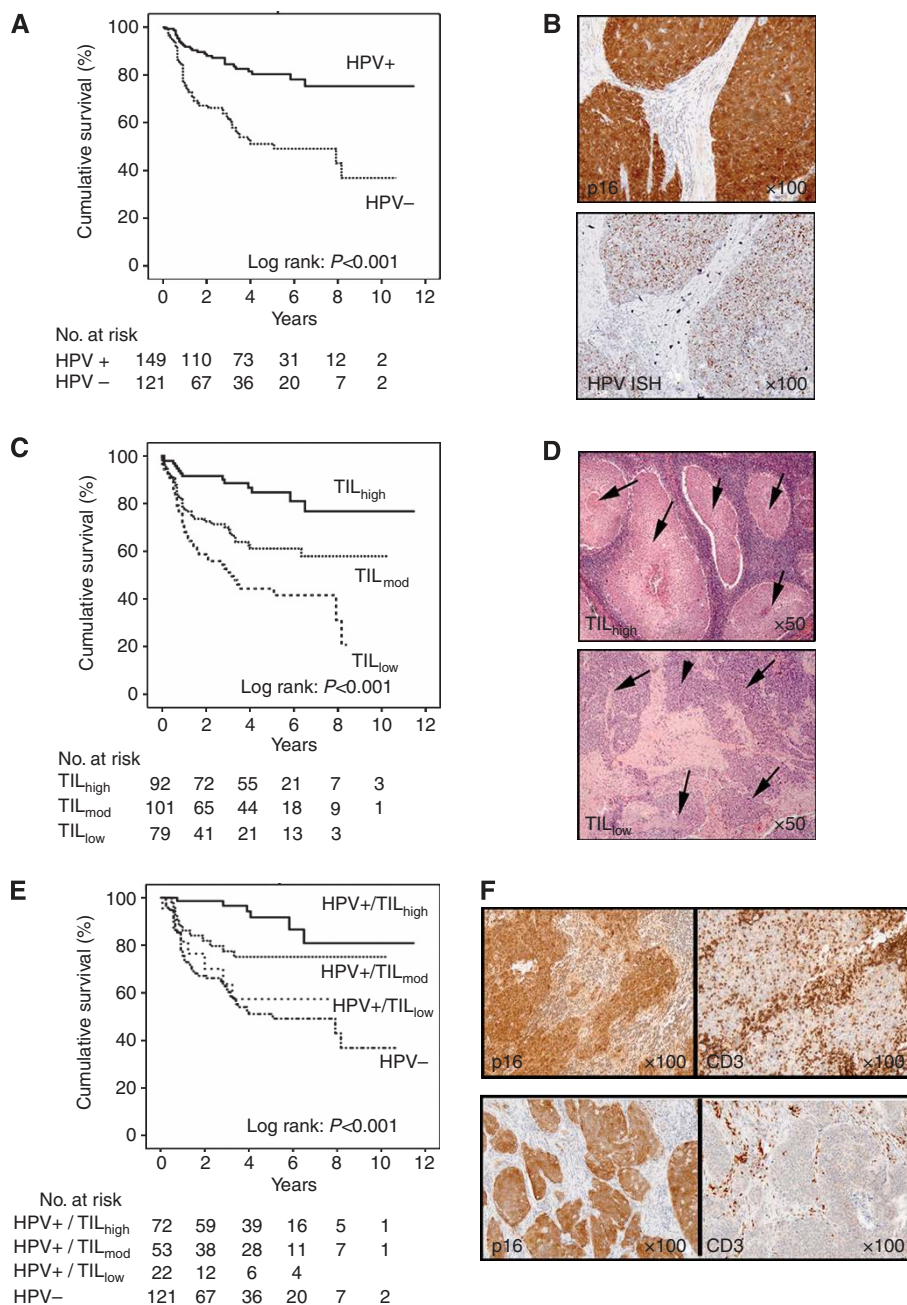 A
100
80
60
40
20
0
Cumulative survival (%)
HPV+
HPV–
Log rank: P<0.001
0 2 4 6 8 10 12
Years
No. at risk
HPV + 149 110 73 31 12 2
HPV – 121 67 36 20 7 2
B
p16 ×100
HPV ISH ×100
C
100
80
60
40
20
0
Cumulative survival (%)
TILhigh
TILmod
TILlow
Log rank: P<0.001
0 2 4 6 8 10 12
Years
No. at risk
TILhigh 92 72 55 21 7 3
TILmod 101 65 44 18 9 1
TILlow 79 41 21 13 3
D
TILhigh ×50
TILlow ×50
E
100
80
60
40
20
0
Cumulative survival (%)
HPV+/TILhigh
HPV+/TILmod
HPV+/TILlow
HPV–
Log rank: P<0.001
0 2 4 6 8 10 12
Years
No. at risk
HPV+ / TILhigh 72 59 39 16 5 1
HPV+ / TILmod 53 38 28 11 7 1
HPV+ / TILlow 22 12 6 4
HPV– 121 67 36 20 7 2
F
p16 ×100 CD3 ×100
p16 ×100 CD3 ×100